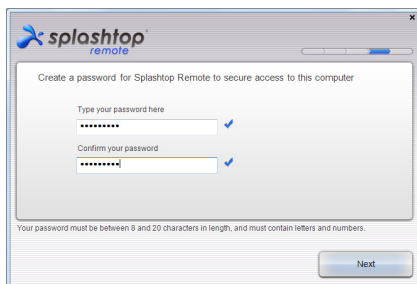 splashtop
remote
Create a password for Splashtop Remote to secure access to this computer
Type your password here
•••••••••
Confirm your password
•••••••••
Your password must be between 8 and 20 characters in length, and must contain letters and numbers.
Next